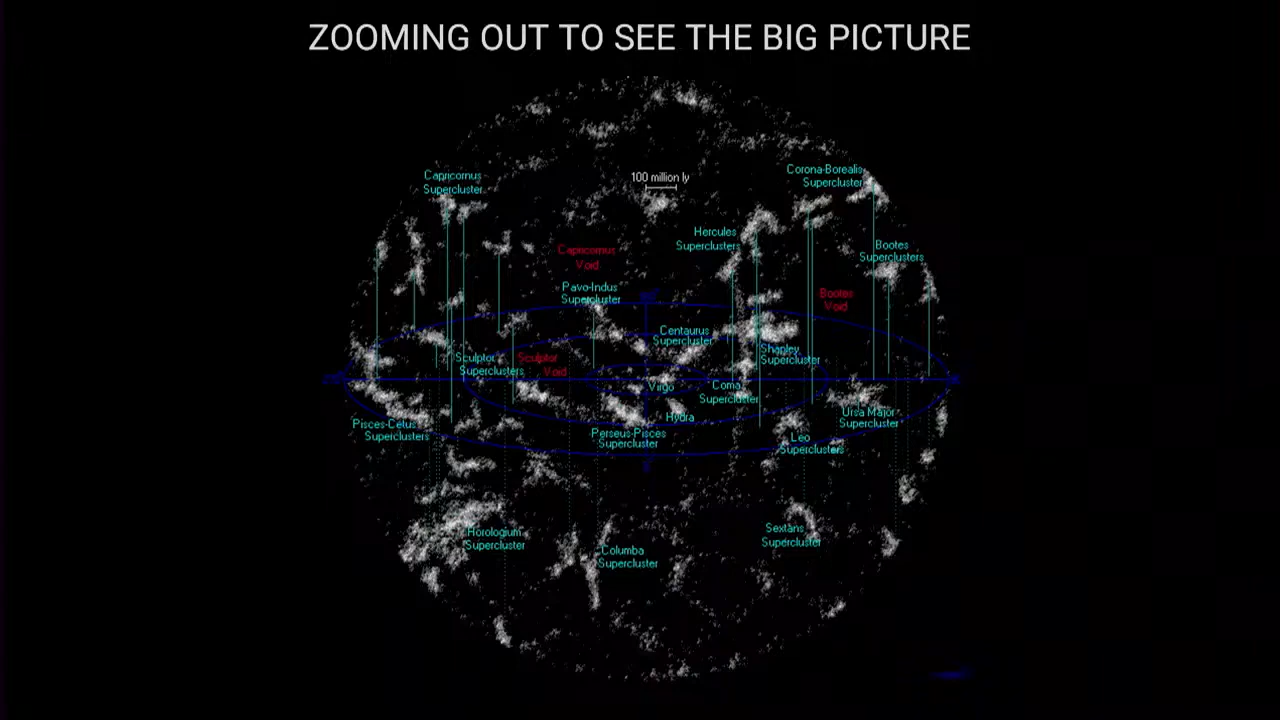 ZOOMING OUT TO SEE THE BIG PICTURE
Capricornus
Supercluster
100 million ly
Corona-Borealis
Supercluster
Hercules
Superclusters
Capricornus
Void
Bootes
Superclusters
Pavo-Indus
Supercluster
Bootes
Void
Centaurus
Supercluster
Sculptor
Superclusters
Sculptor
Void
Shapley
Supercluster
Virgo
Coma
Supercluster
Hydra
Pisces-Cetus
Superclusters
Perseus-Pisces
Supercluster
Ursa Major
Supercluster
Leo
Superclusters
Horologium
Supercluster
Columba
Supercluster
Sextans
Supercluster